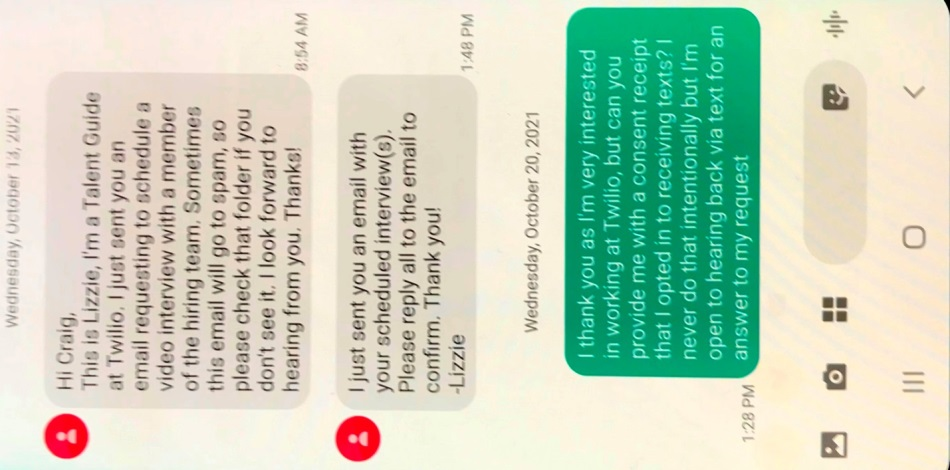 Wednesday, October 13, 2021
Hi Craig,
This is Lizzie, I'm a Talent Guide
at Twilio. I just sent you an
email requesting to schedule a
video interview with a member
of the hiring team. Sometimes
this email will go to spam, so
please check that folder if you
don't see it. I look forward to
hearing from you. Thanks!
8:54 AM
I just sent you an email with
your scheduled interview(s).
Please reply all to the email to
confirm. Thank you!
-Lizzie
1:48 PM
Wednesday, October 20, 2021
I thank you as I'm very interested
in working at Twilio, but can you
provide me with a consent receipt
that I opted in to receiving texts? I
never do that intentionally but I'm
open to hearing back via text for an
answer to my request
1:28 PM